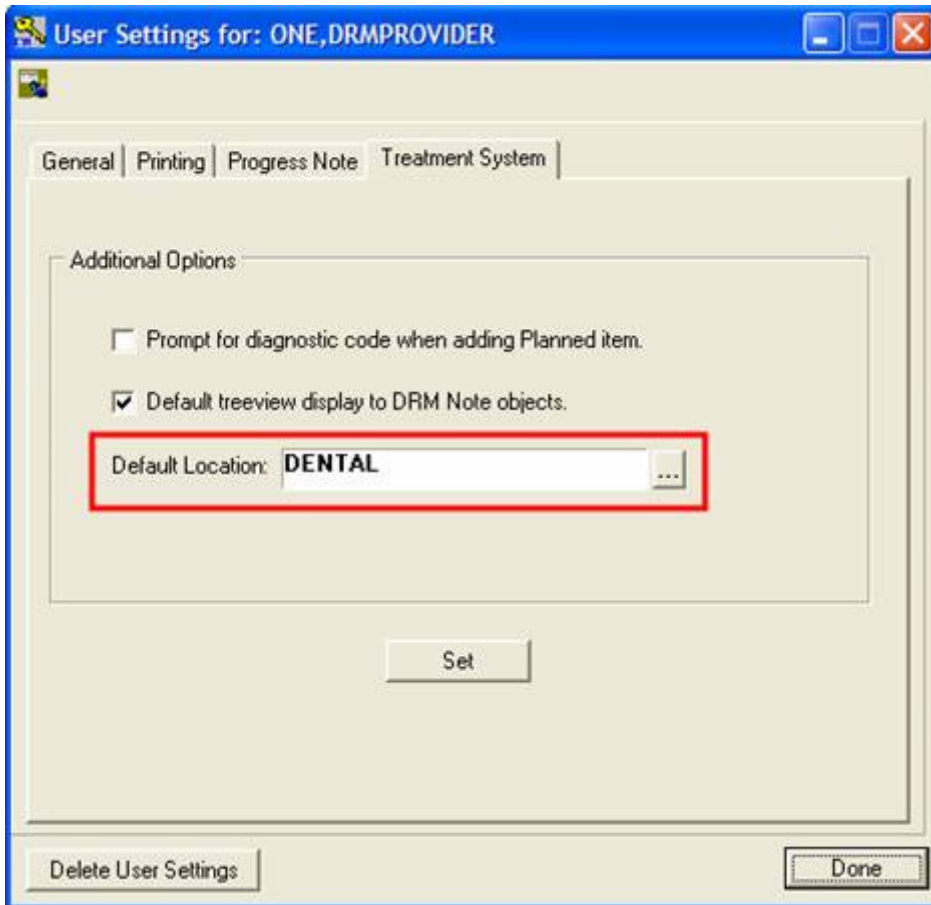 User Settings for: ONE,DRMPROVIDER
General Printing Progress Note Treatment System
Additional Options
Prompt for diagnostic code when adding Planned item.
Default treeview display to DRM Note objects.
Default Location: DENTAL ...
Set
Delete User Settings Done